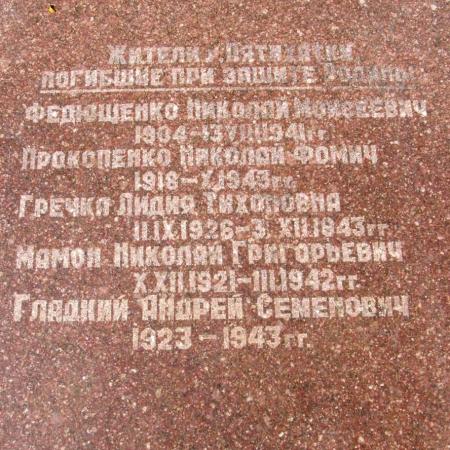 Жители Пятихатки
погибшие при защите Родины
Федющенко Николай Моисеевич
1904-13.VII.1941гг
Прокопенко Николай Фомич
1918-X.1943гг
Гречка Лидия Тихоновна
11.IX.1926-3.XII.1943гг
Мамон Николай Григорьевич
X.XII.1921-III.1942гг.
Гладкий Андрей Семенович
1923-1943гг.